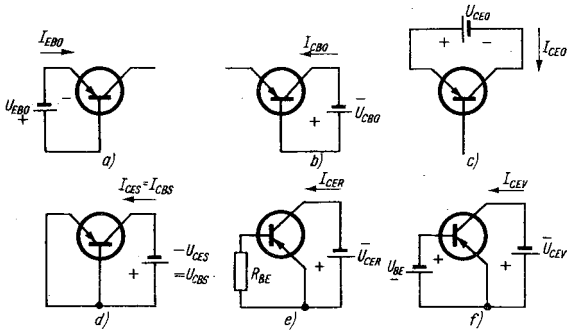 I_EBO
−
U_EBO
+
a)
I_CBO
−
+
U_CBO
b)
U_CEO
+ −
I_CEO
c)
I_CES = I_CBS
− U_CES
+
= U_CBS
d)
I_CER
−
+
U_CER
R_BE
e)
I_CEV
−
U_BE
+
+
U_CEV
−
f)